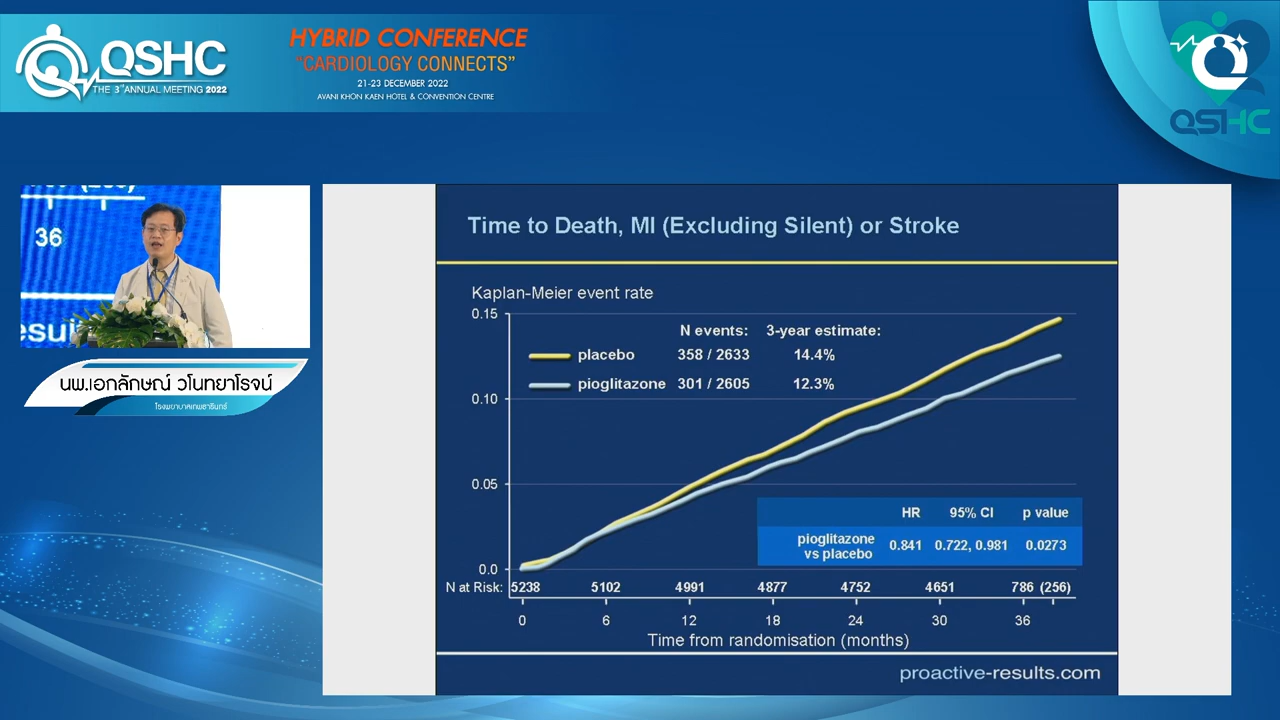 QSHC
THE 3rd ANNUAL MEETING 2022
HYBRID CONFERENCE
"CARDIOLOGY CONNECTS"
21-23 DECEMBER 2022
AVANI KHON KAEN HOTEL & CONVENTION CENTRE
QSHC
36
นพ.เอกลักษณ์ วโนทยาโรจน์
โรงพยาบาลเทพธารินทร์
Time to Death, MI (Excluding Silent) or Stroke
Kaplan-Meier event rate
N events: 3-year estimate:
placebo 358 / 2633 14.4%
pioglitazone 301 / 2605 12.3%
0.15
0.10
0.05
0.0
HR 95% CI p value
pioglitazone
vs placebo 0.841 0.722, 0.981 0.0273
N at Risk: 5238 5102 4991 4877 4752 4651 786 (256)
0 6 12 18 24 30 36
Time from randomisation (months)
proactive-results.com